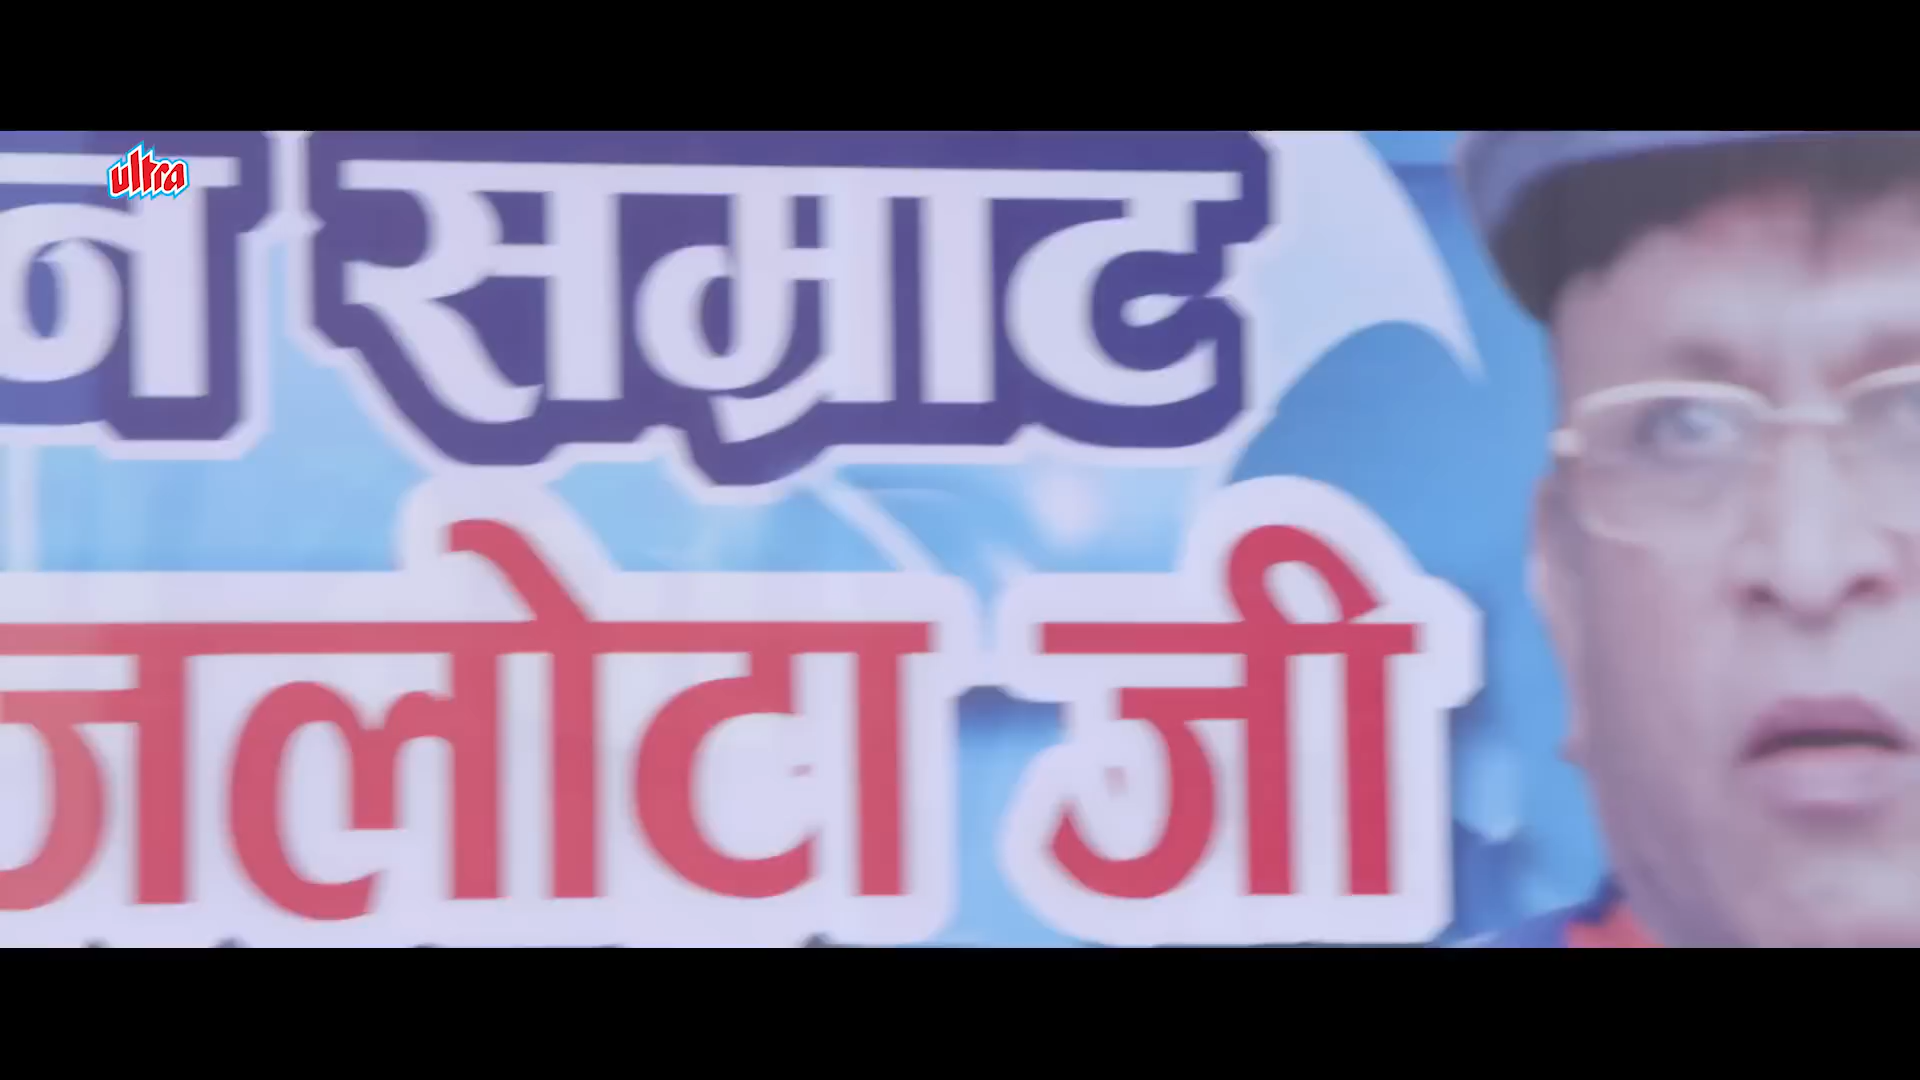 ultra
न सम्राट
जलोटा जी